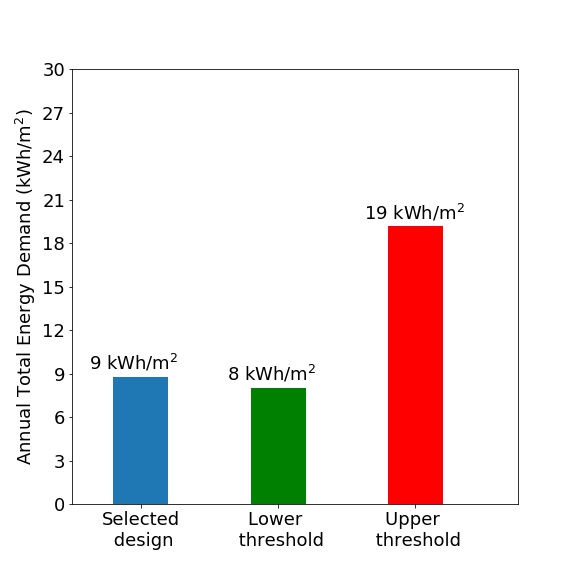 Annual Total Energy Demand (kWh/m²)
30
27
24
21
18
15
12
9
6
3
0
9 kWh/m²
8 kWh/m²
19 kWh/m²
Selected
design
Lower
threshold
Upper
threshold